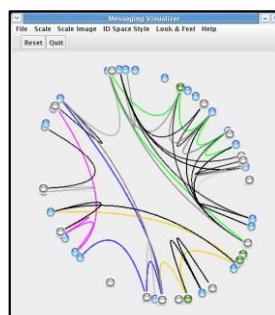 Messaging Visualizer
File Scale Scale Image ID Space Style Look & Feel Help
Reset Quit